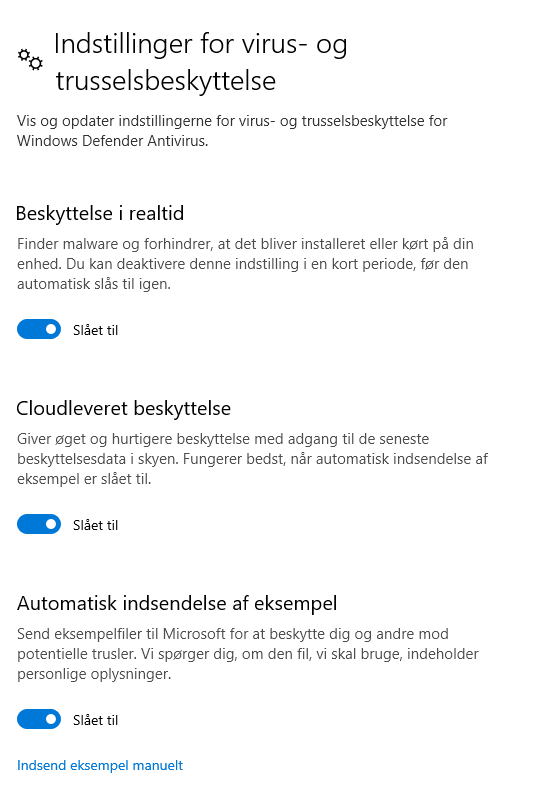 Indstillinger for virus- og
trusselsbeskyttelse
Vis og opdater indstillingerne for virus- og trusselsbeskyttelse for
Windows Defender Antivirus.
Beskyttelse i realtid
Finder malware og forhindrer, at det bliver installeret eller kørt på din
enhed. Du kan deaktivere denne indstilling i en kort periode, før den
automatisk slås til igen.
Slået til
Cloudleveret beskyttelse
Giver øget og hurtigere beskyttelse med adgang til de seneste
beskyttelsesdata i skyen. Fungerer bedst, når automatisk indsendelse af
eksempel er slået til.
Slået til
Automatisk indsendelse af eksempel
Send eksempelfiler til Microsoft for at beskytte dig og andre mod
potentielle trusler. Vi spørger dig, om den fil, vi skal bruge, indeholder
personlige oplysninger.
Slået til
Indsend eksempel manuelt